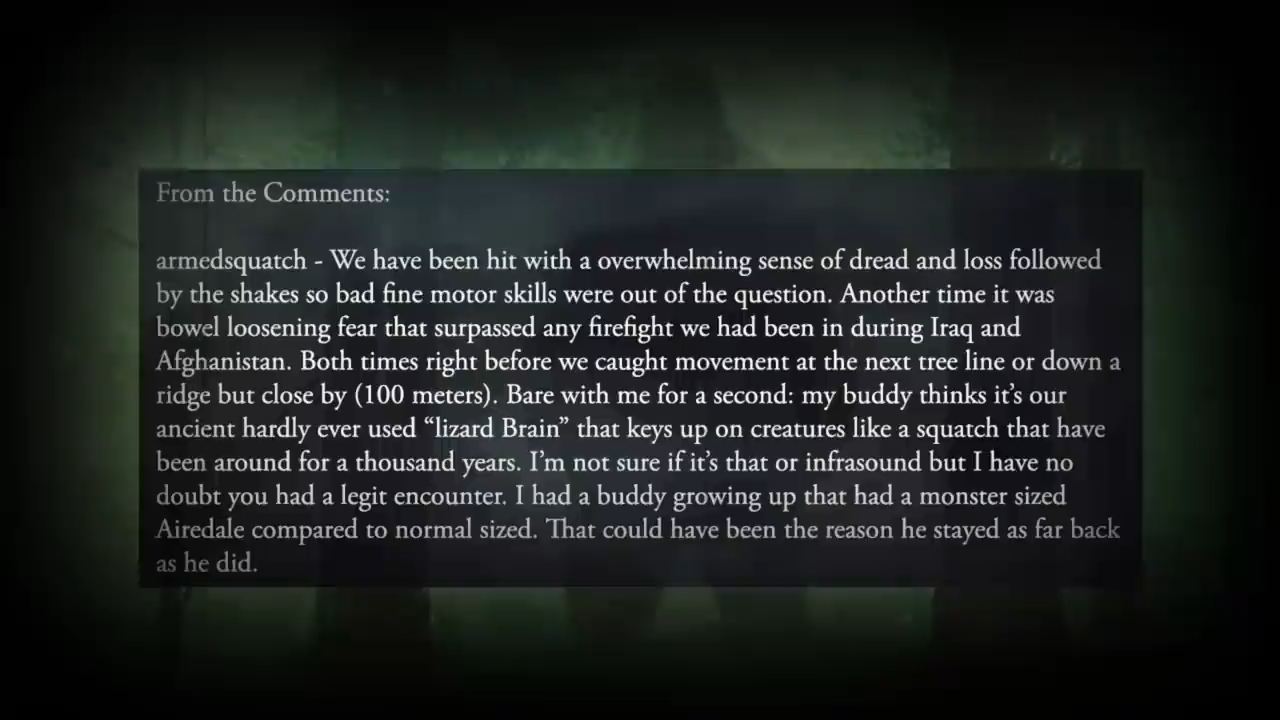 From the Comments:
armedsquatch - We have been hit with a overwhelming sense of dread and loss followed
by the shakes so bad fine motor skills were out of the question. Another time it was
bowel loosening fear that surpassed any firefight we had been in during Iraq and
Afghanistan. Both times right before we caught movement at the next tree line or down a
ridge but close by (100 meters). Bare with me for a second: my buddy thinks it’s our
ancient hardly ever used “lizard Brain” that keys up on creatures like a squatch that have
been around for a thousand years. I’m not sure if it’s that or infrasound but I have no
doubt you had a legit encounter. I had a buddy growing up that had a monster sized
Airedale compared to normal sized. That could have been the reason he stayed as far back
as he did.